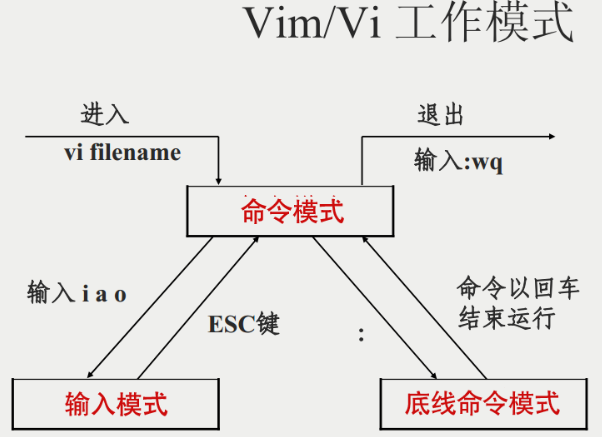 Vim/Vi 工作模式
进入
退出
vi filename
输入:wq
命令模式
输入 i a o
ESC键
:
命令以回车
结束运行
输入模式
底线命令模式